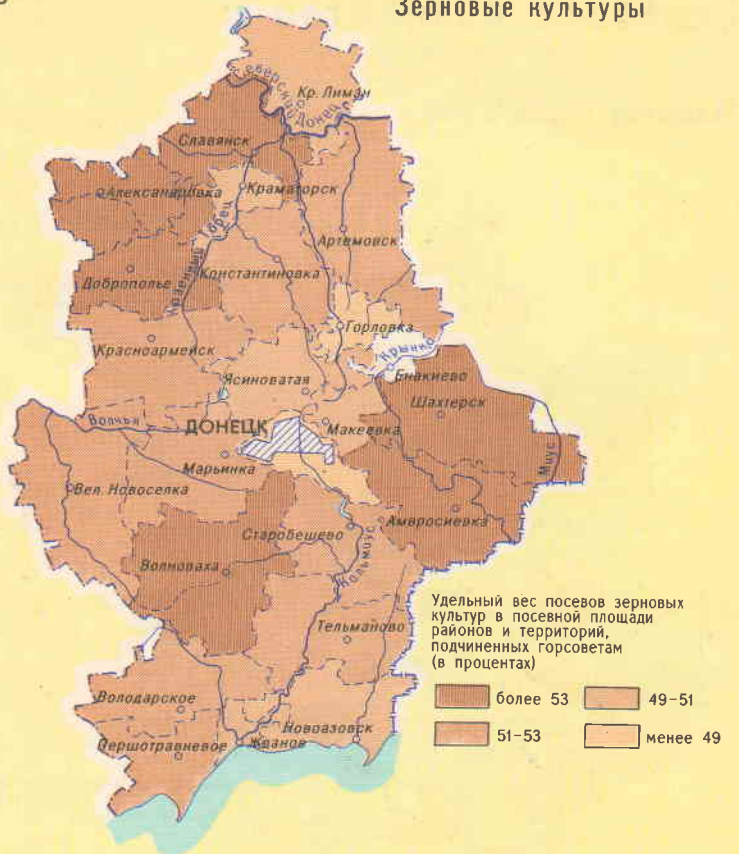 Зерновые культуры
Северский Донец
Кр. Лиман
Славянск
Александровка
Краматорск
Казенный Торец
Артемовск
Доброполье
Константиновка
Горловка
Красноармейск
Крынка
Ясиноватая
Енакиево
Шахтерск
Волчья
ДОНЕЦК
Макеевка
Миус
Марьинка
Вел. Новоселка
Амвросиевка
Старобешево
Кальмиус
Волноваха
Тельманово
Володарское
Новоазовск
Першотравневое
Жданов
Удельный вес посевов зерновых
культур в посевной площади
районов и территорий,
подчиненных горсоветам
(в процентах)
более 53
49-51
51-53
менее 49